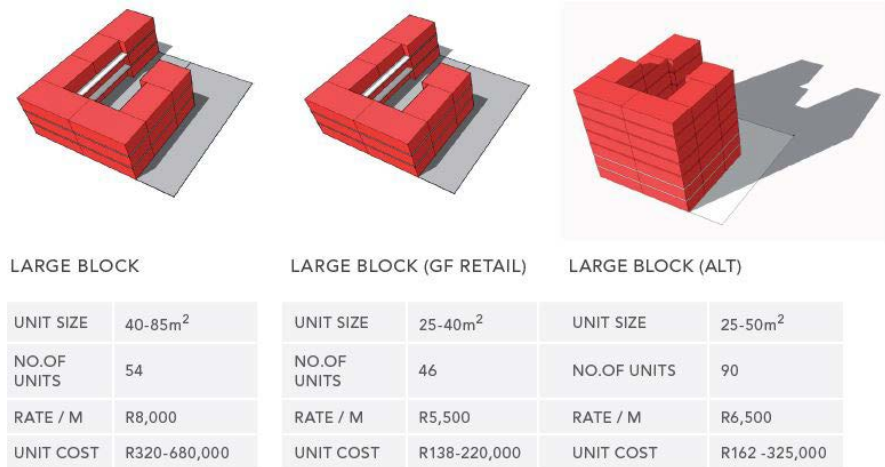 LARGE BLOCK
UNIT SIZE 40-85m²
NO.OF
UNITS 54
RATE / M R8,000
UNIT COST R320-680,000
LARGE BLOCK (GF RETAIL)
UNIT SIZE 25-40m²
NO.OF
UNITS 46
RATE / M R5,500
UNIT COST R138-220,000
LARGE BLOCK (ALT)
UNIT SIZE 25-50m²
NO.OF UNITS 90
RATE / M R6,500
UNIT COST R162 -325,000